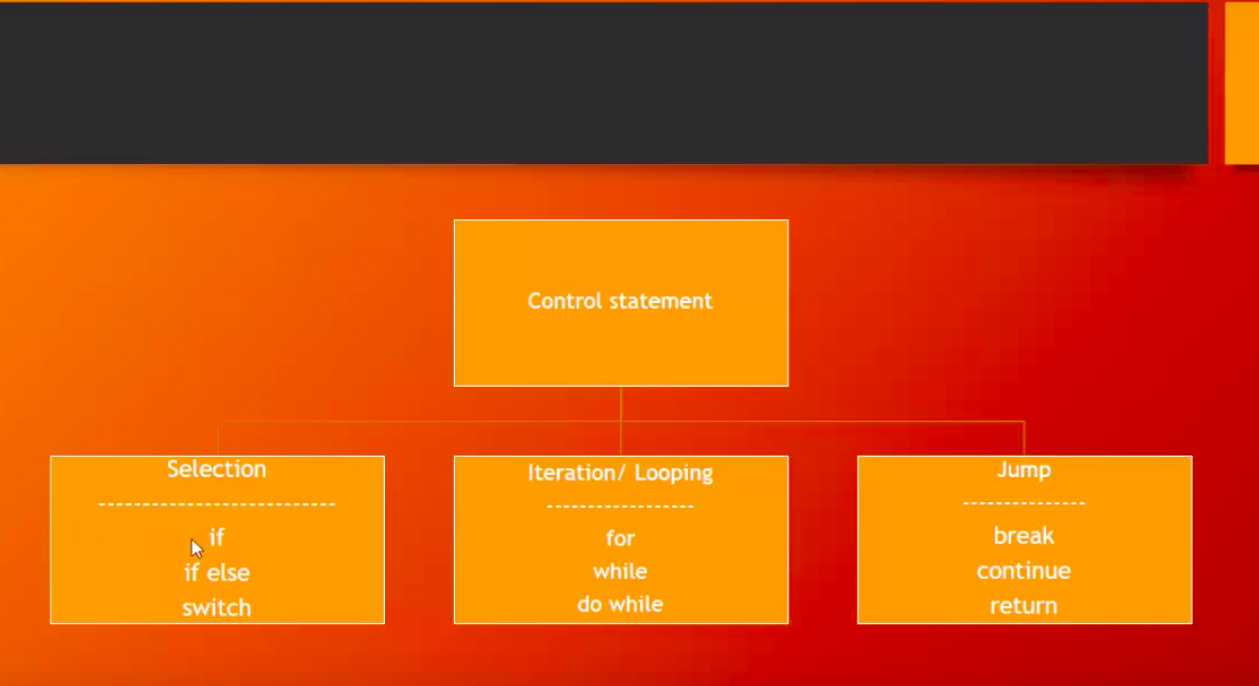 Control statement
Selection
---------------------------
if
if else
switch
Iteration/ Looping
------------------
for
while
do while
Jump
--------------
break
continue
return